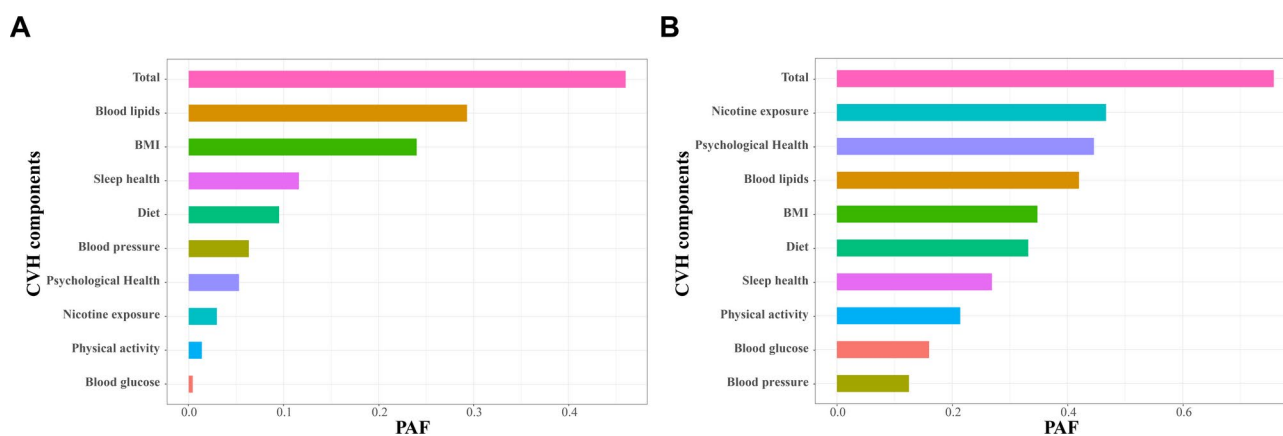 A
CVH components
Total
Blood lipids
BMI
Sleep health
Diet
Blood pressure
Psychological Health
Nicotine exposure
Physical activity
Blood glucose
0.0 0.1 0.2 0.3 0.4
PAF
B
CVH components
Total
Nicotine exposure
Psychological Health
Blood lipids
BMI
Diet
Sleep health
Physical activity
Blood glucose
Blood pressure
0.0 0.2 0.4 0.6
PAF